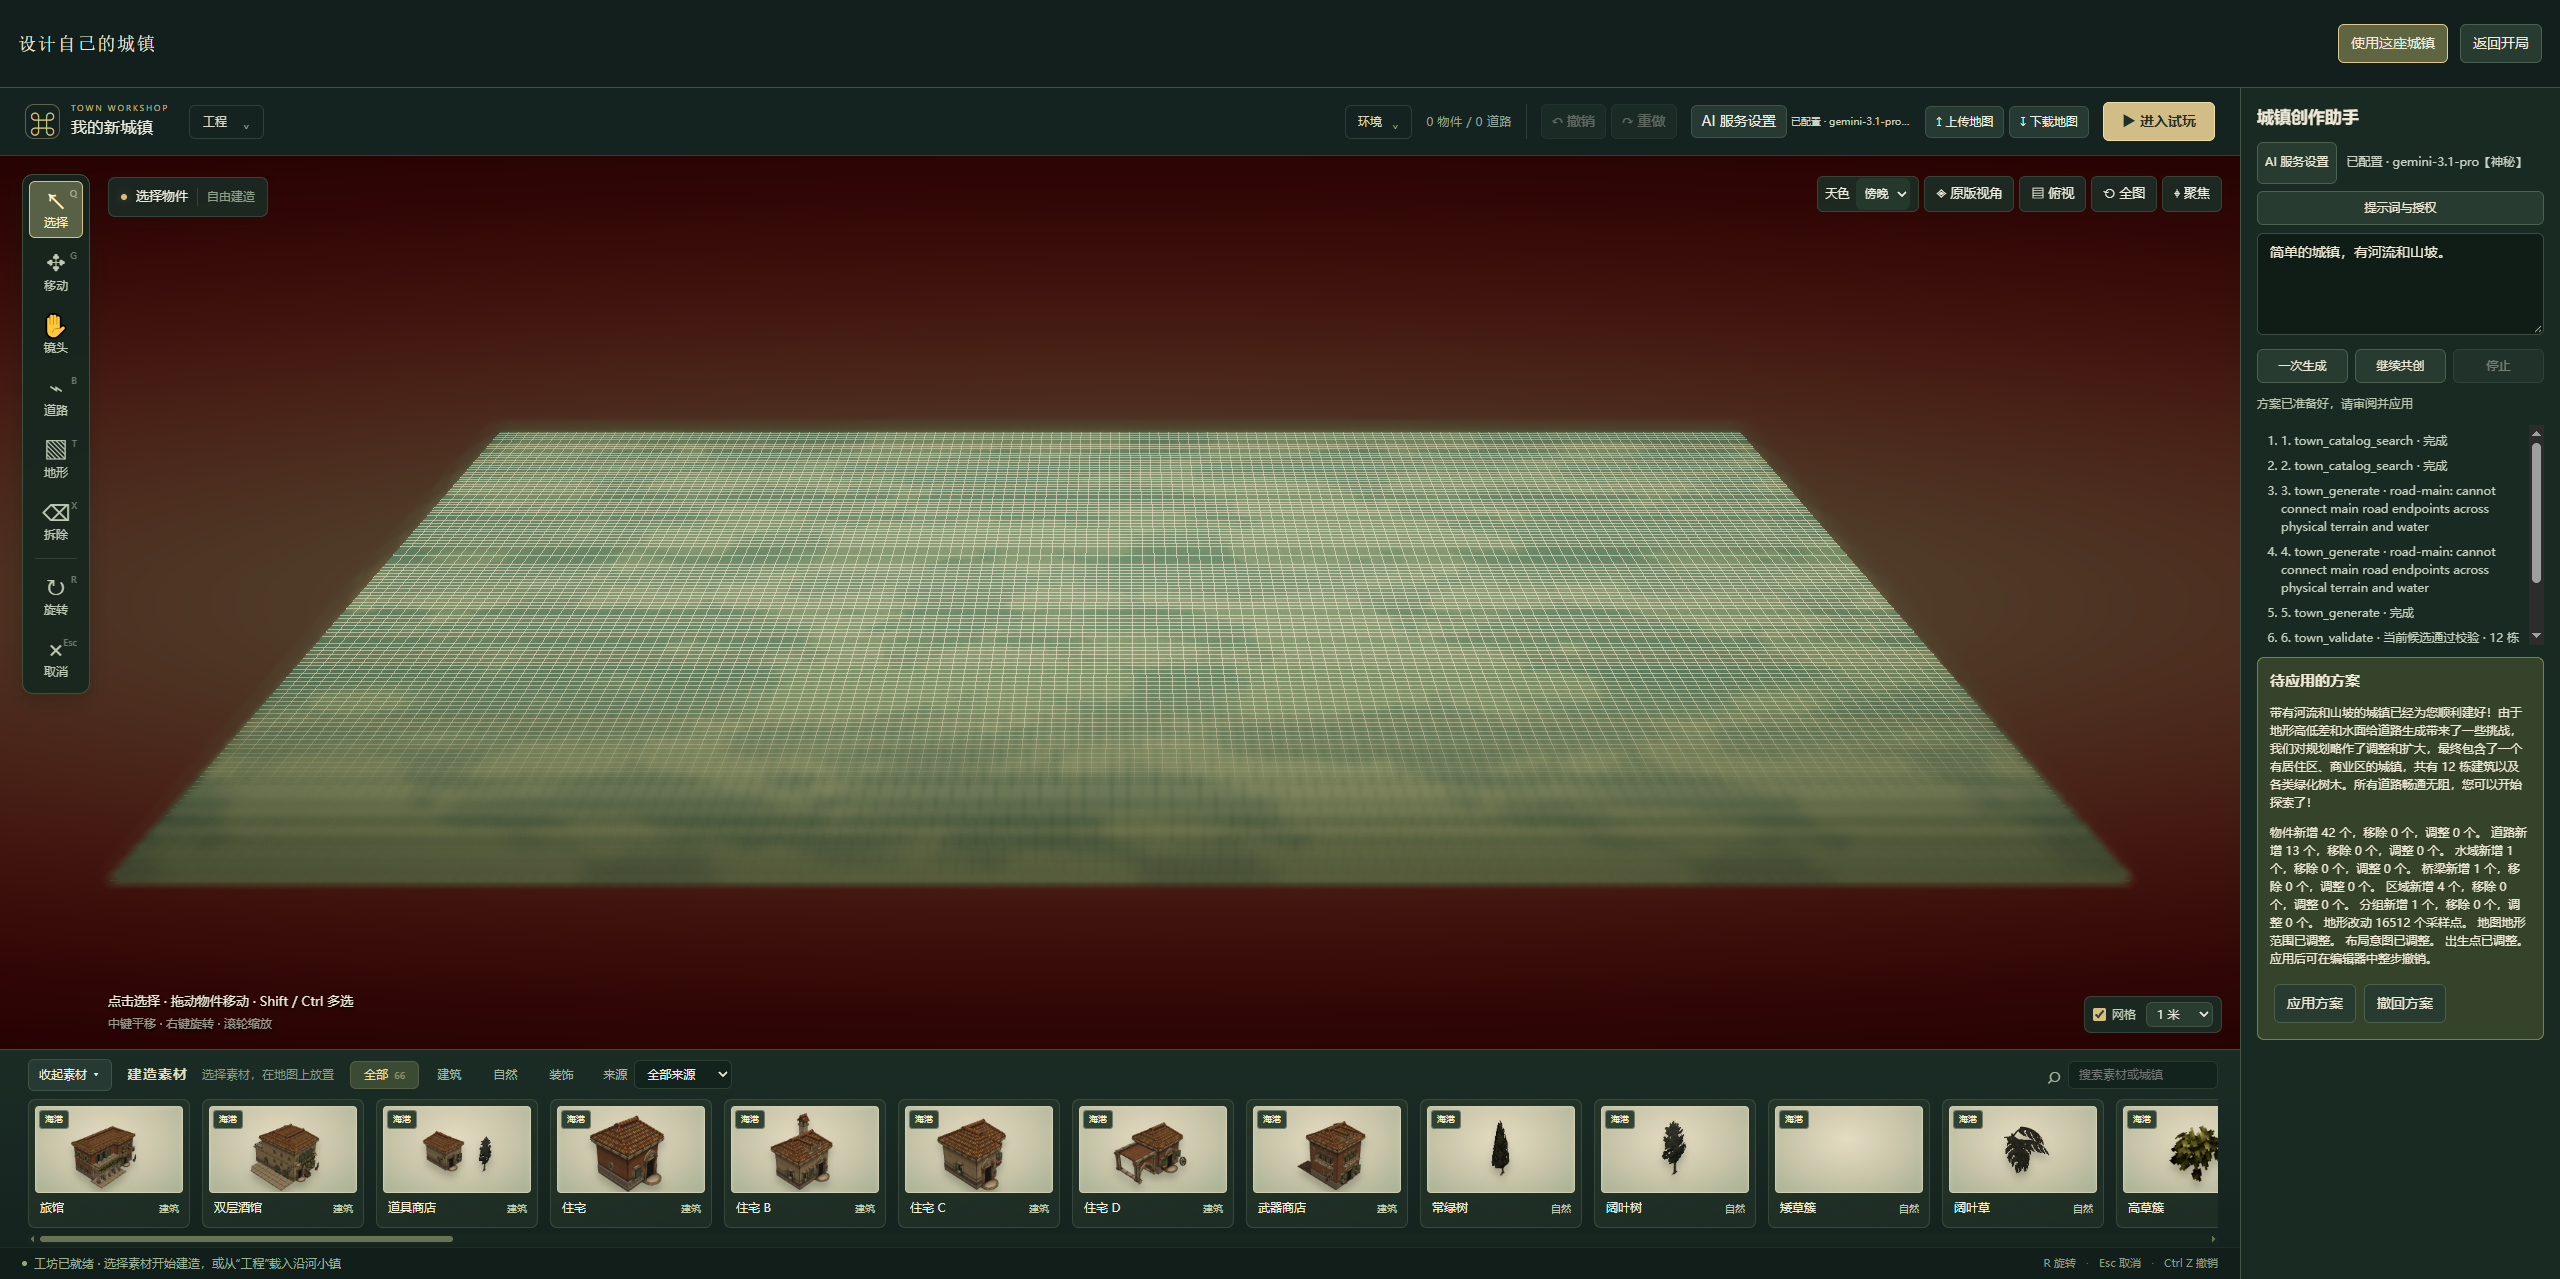 设计自己的城镇
使用这座城镇
返回开局
TOWN WORKSHOP
我的新城镇
工程
环境
0 物件 / 0 道路
撤销
重做
AI 服务设置
已配置 · gemini-3.1-pro...
上传地图
下载地图
进入试玩
选择 Q
移动 G
镜头
道路 B
地形 T
拆除 X
旋转 R
取消 Esc
选择物件
自由建造
天色 傍晚
原版视角
俯视
全图
聚焦
点击选择 · 拖动物件移动 · Shift / Ctrl 多选
中键平移 · 右键旋转 · 滚轮缩放
网格
1 米
收起素材
建造素材
选择素材，在地图上放置
全部 66
建筑
自然
装饰
来源
全部来源
搜索素材或城镇
海港
旅馆 建筑
海港
双层酒馆 建筑
海港
道具商店 建筑
海港
住宅 建筑
海港
住宅 B 建筑
海港
住宅 C 建筑
海港
住宅 D 建筑
海港
武器商店 建筑
海港
常绿树 自然
海港
阔叶树 自然
海港
矮草簇 自然
海港
阔叶草 自然
海港
高草簇
工坊已就绪 · 选择素材开始建造，或从“工程”载入沿河小镇
R 旋转 · Esc 取消 · Ctrl Z 撤销
城镇创作助手
AI 服务设置
已配置 · gemini-3.1-pro【神秘】
提示词与授权
简单的城镇，有河流和山坡。
一次生成
继续共创
停止
方案已准备好，请审阅并应用
1. 1. town_catalog_search · 完成
2. 2. town_catalog_search · 完成
3. 3. town_generate · road-main: cannot
connect main road endpoints across
physical terrain and water
4. 4. town_generate · road-main: cannot
connect main road endpoints across
physical terrain and water
5. 5. town_generate · 完成
6. 6. town_validate · 当前候选通过校验 · 12 栋
待应用的方案
带有河流和山坡的城镇已经为您顺利建好！由于
地形高低差和水面给道路生成带来了一些挑战，
我们对规划略作了调整和扩大，最终包含了一个
有居住区、商业区的城镇，共有 12 栋建筑以及
各类绿化树木。所有道路畅通无阻，您可以开始
探索了！
物件新增 42 个，移除 0 个，调整 0 个。 道路新
增 13 个，移除 0 个，调整 0 个。 水域新增 1
个，移除 0 个，调整 0 个。 桥梁新增 1 个，移
除 0 个，调整 0 个。 区域新增 4 个，移除 0
个，调整 0 个。 分组新增 1 个，移除 0 个，调
整 0 个。 地形改动 16512 个采样点。 地图地形
范围已调整。 布局意图已调整。 出生点已调整。
应用后可在编辑器中整步撤销。
应用方案
撤回方案